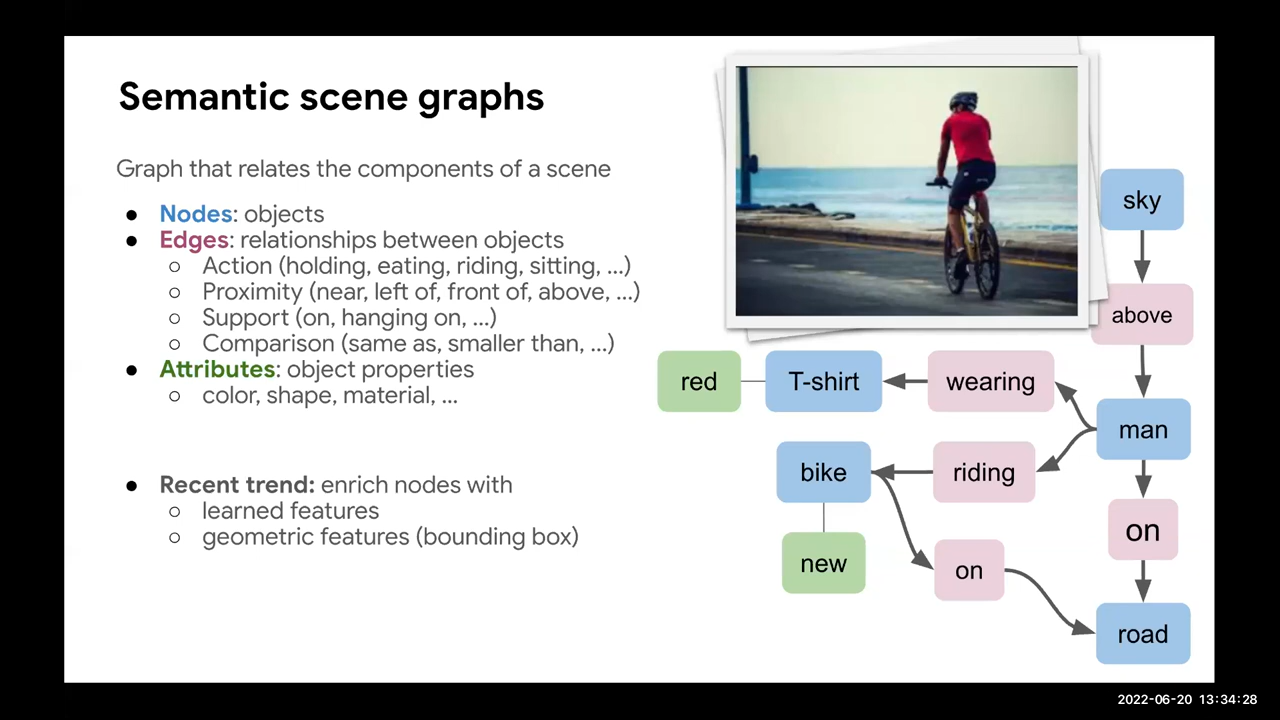 Semantic scene graphs
Graph that relates the components of a scene
● Nodes: objects
● Edges: relationships between objects
○ Action (holding, eating, riding, sitting, ...)
○ Proximity (near, left of, front of, above, ...)
○ Support (on, hanging on, ...)
○ Comparison (same as, smaller than, ...)
● Attributes: object properties
○ color, shape, material, ...
● Recent trend: enrich nodes with
○ learned features
○ geometric features (bounding box)
sky
above
red
T-shirt
wearing
man
bike
riding
on
new
on
road
2022-06-20 13:34:28